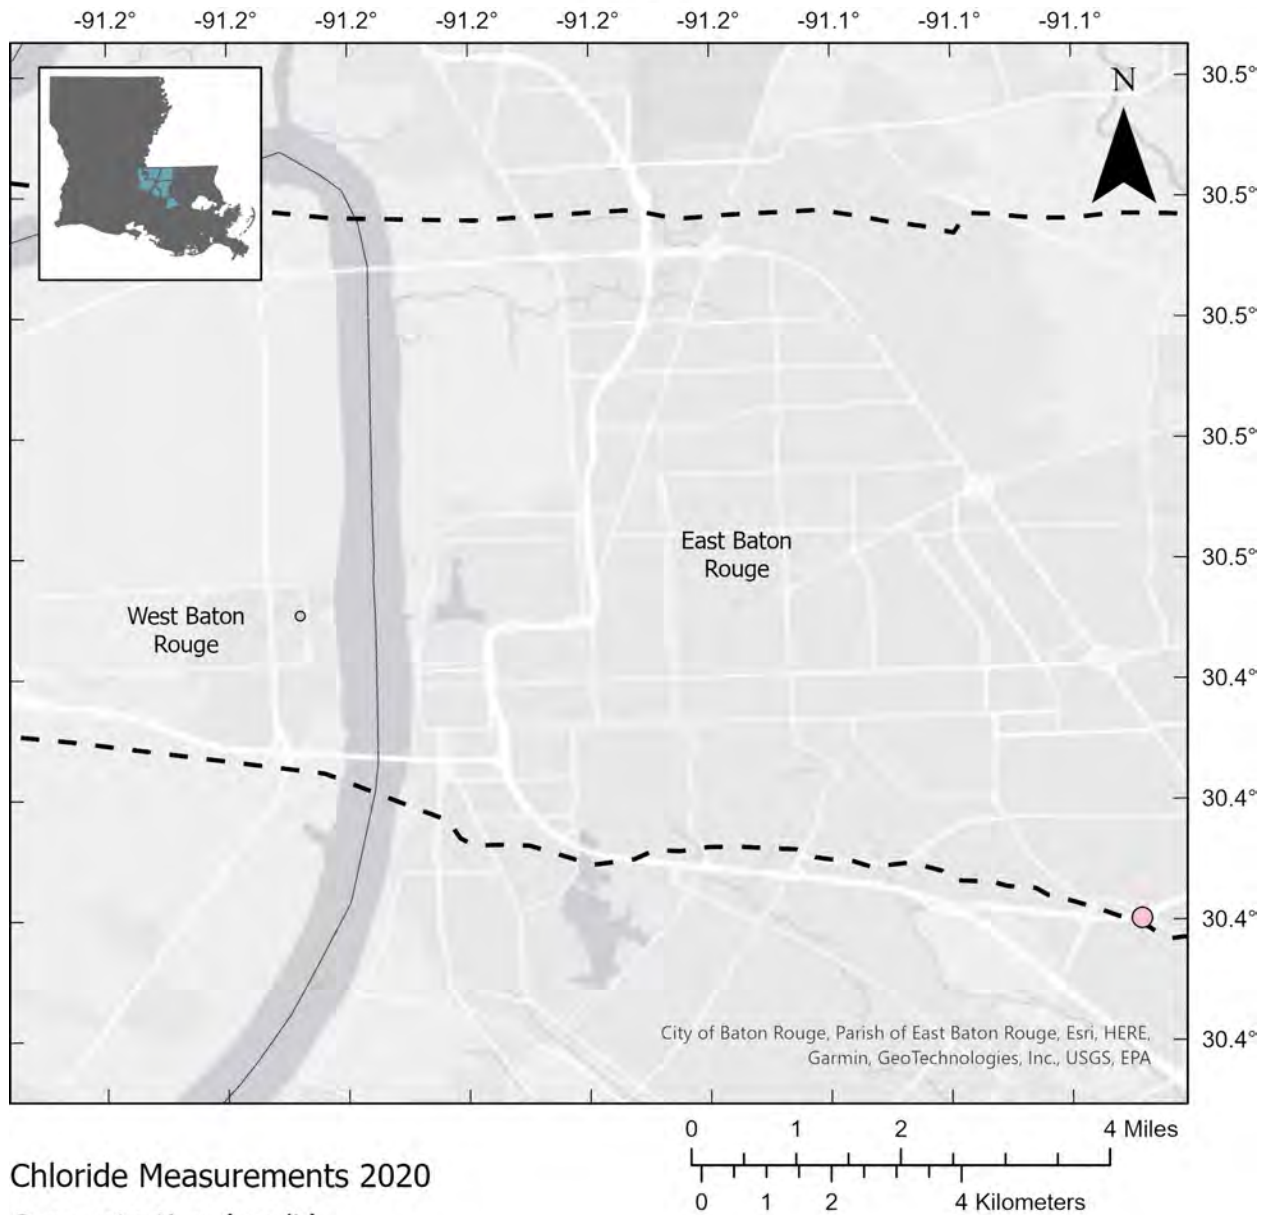 -91.2° -91.2° -91.2° -91.2° -91.2° -91.2° -91.1° -91.1° -91.1°
30.5°
N
30.5°
30.5°
30.5°
East Baton
Rouge
30.5°
West Baton
Rouge
30.4°
30.4°
30.4°
City of Baton Rouge, Parish of East Baton Rouge, Esri, HERE,
Garmin, GeoTechnologies, Inc., USGS, EPA
30.4°
0 1 2 4 Miles
Chloride Measurements 2020
0 1 2 4 Kilometers